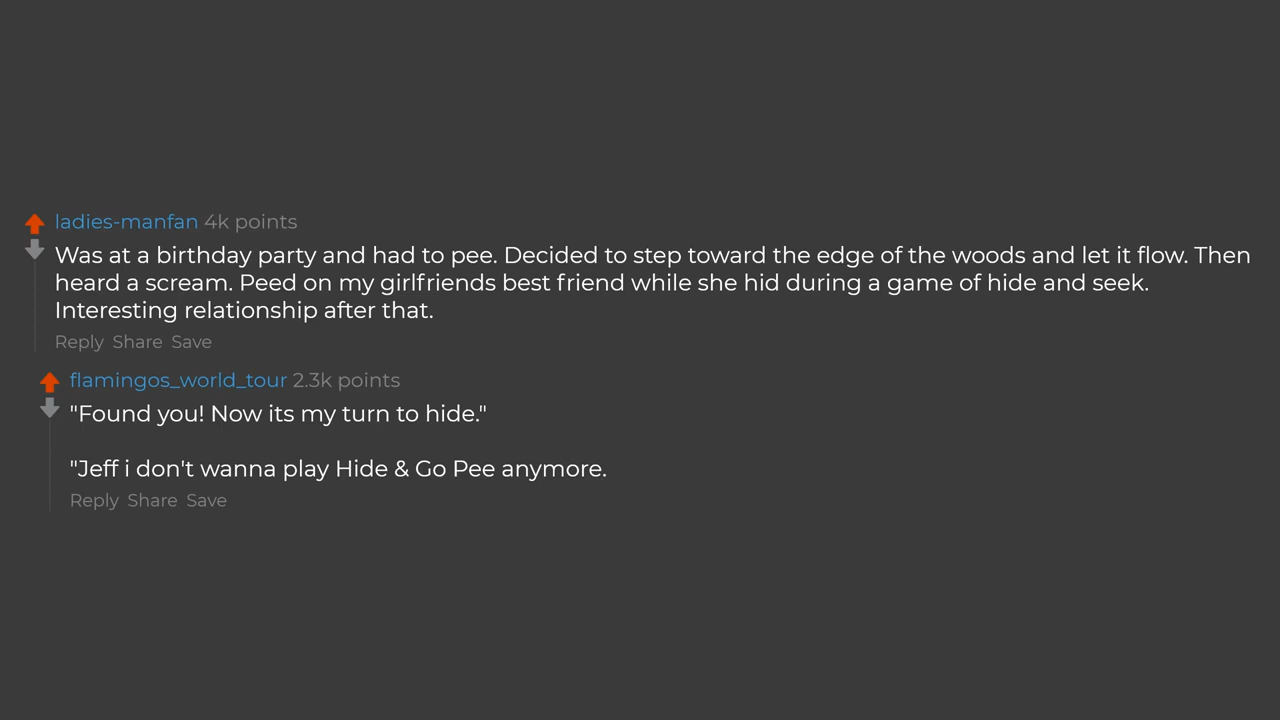 ladies-manfan 4k points
Was at a birthday party and had to pee. Decided to step toward the edge of the woods and let it flow. Then
heard a scream. Peed on my girlfriends best friend while she hid during a game of hide and seek.
Interesting relationship after that.
Reply Share Save
flamingos_world_tour 2.3k points
"Found you! Now its my turn to hide."
"Jeff i don't wanna play Hide & Go Pee anymore.
Reply Share Save